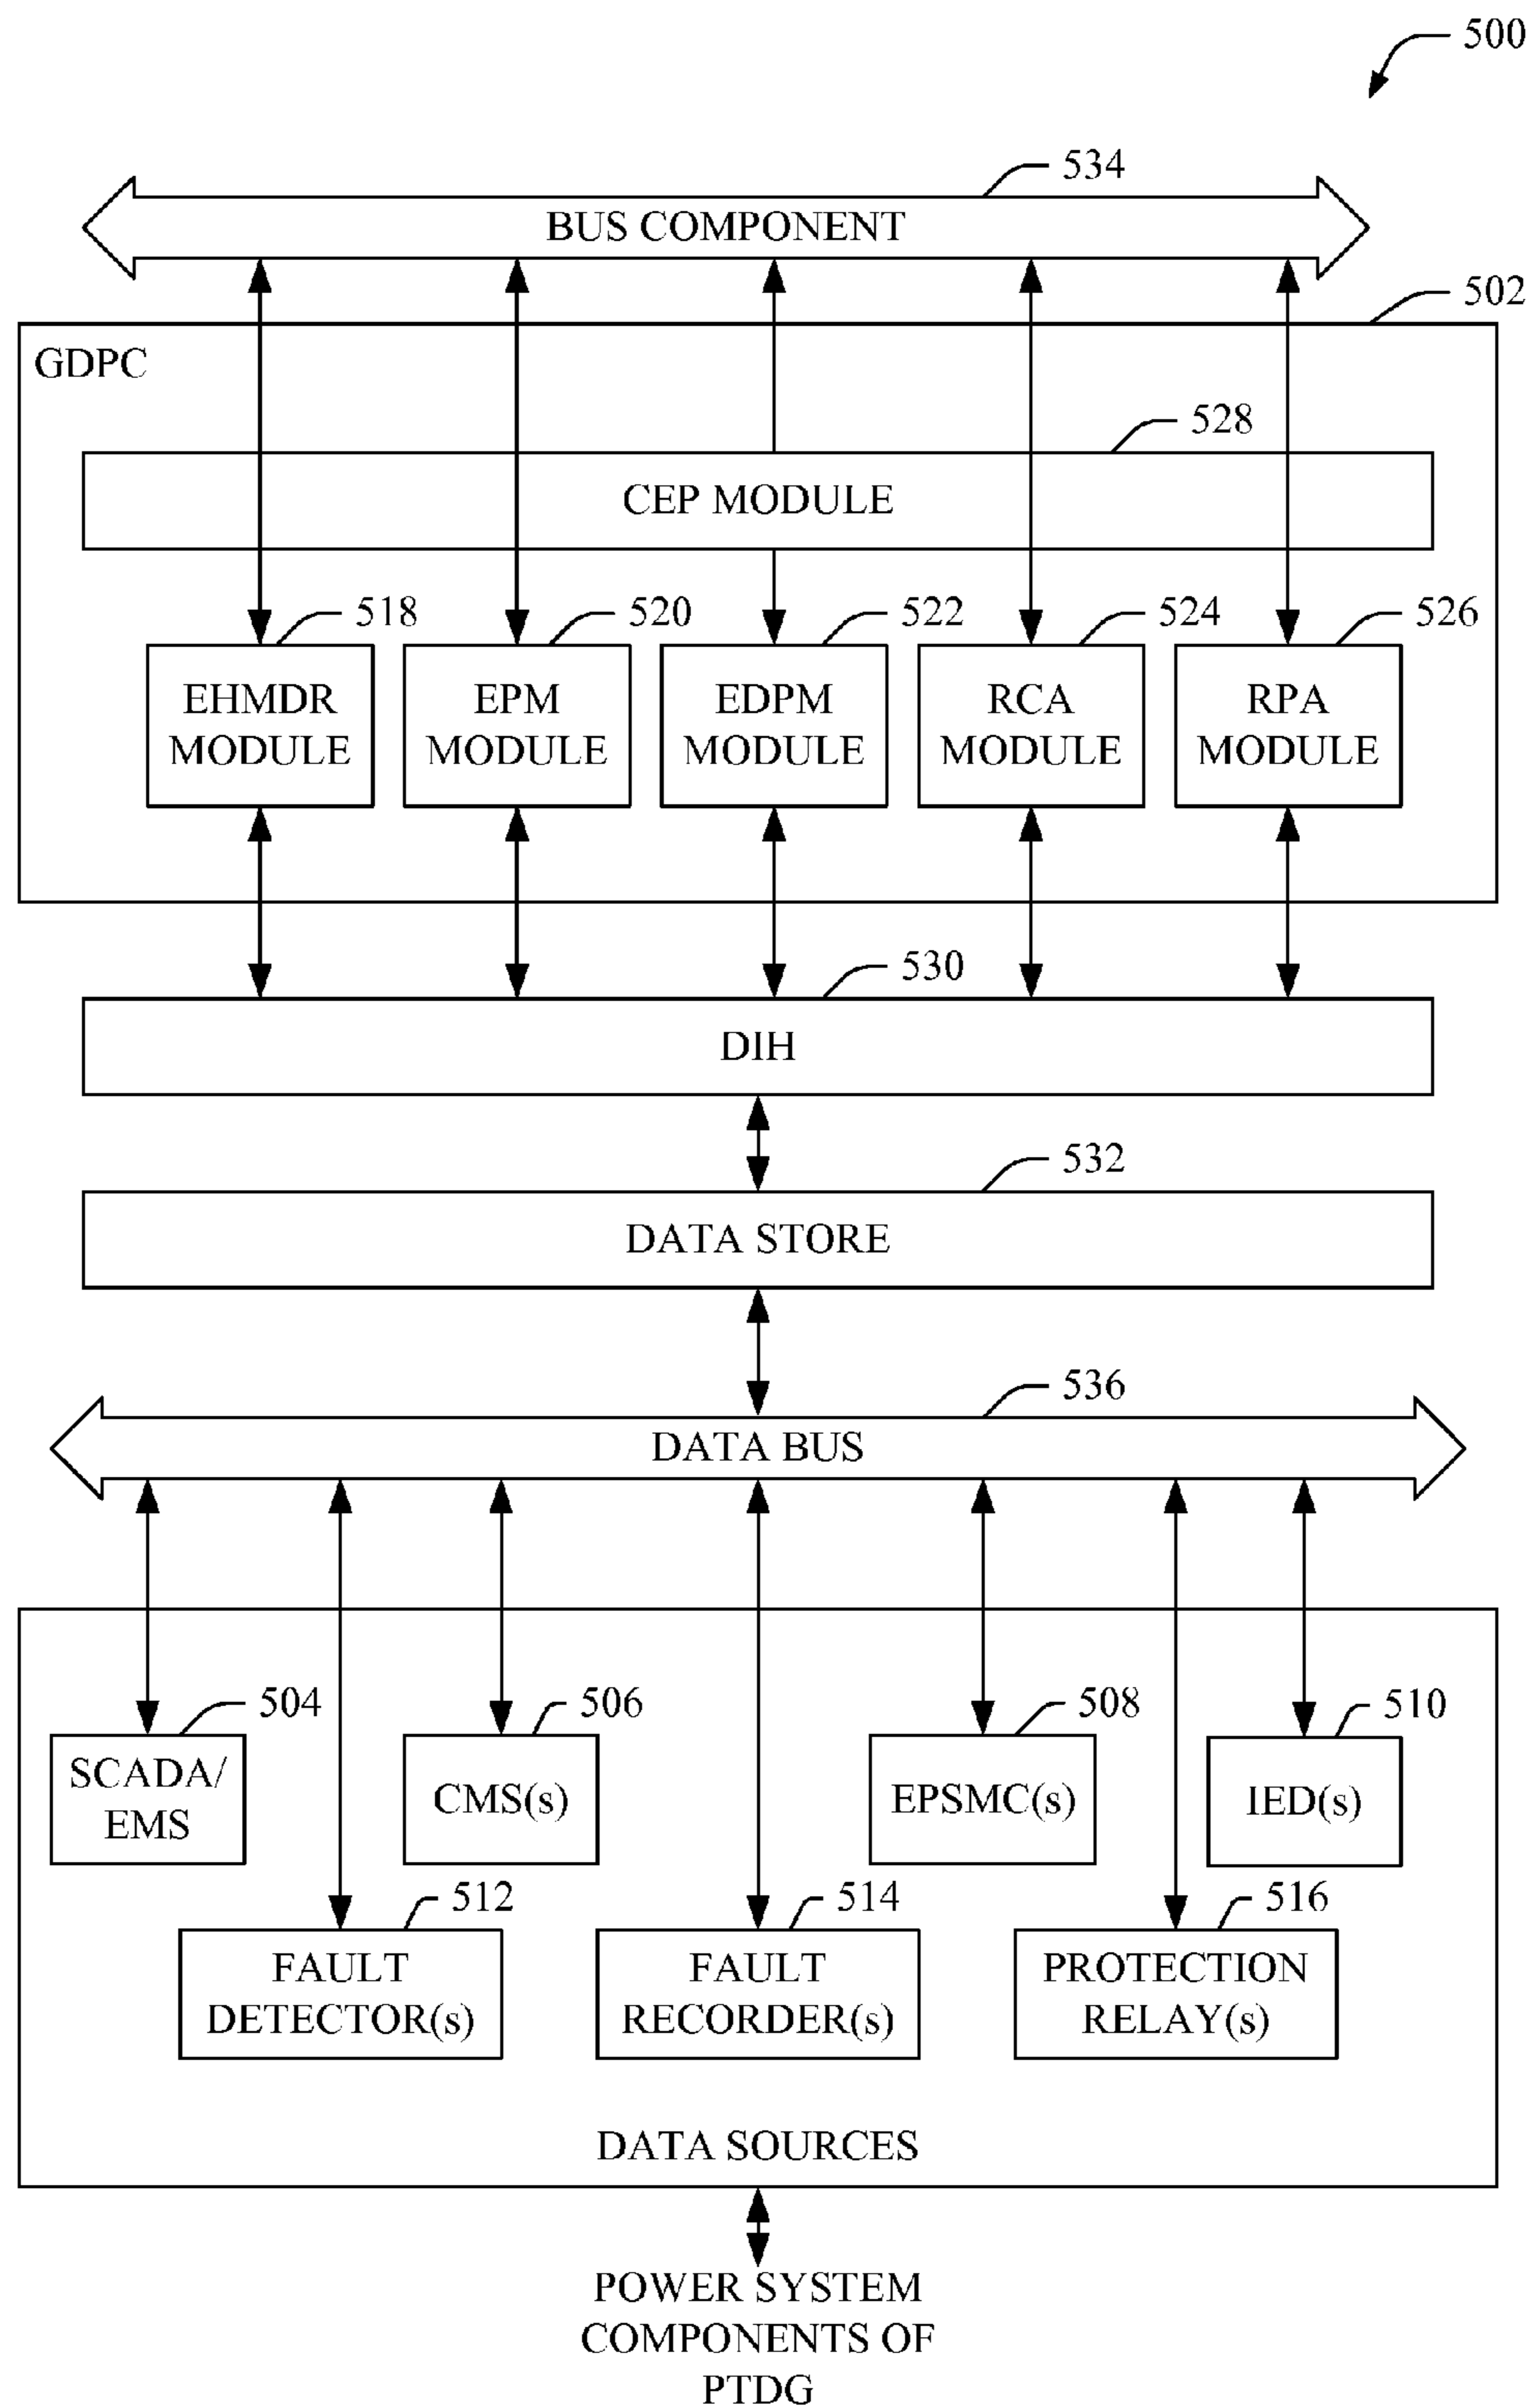 500
534
BUS COMPONENT
502
GDPC
528
CEP MODULE
518
520
522
524
526
EHMDR
MODULE
EPM
MODULE
EDPM
MODULE
RCA
MODULE
RPA
MODULE
530
DIH
532
DATA STORE
536
DATA BUS
504
506
508
510
SCADA/
EMS
CMS(s)
EPSMC(s)
IED(s)
512
514
516
FAULT
DETECTOR(s)
FAULT
RECORDER(s)
PROTECTION
RELAY(s)
DATA SOURCES
POWER SYSTEM
COMPONENTS OF
PTDG